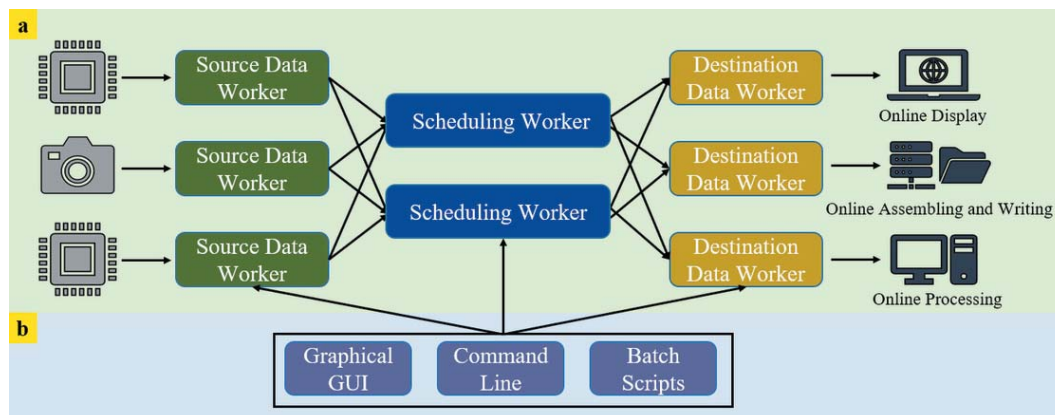 a
Source Data
Worker
Scheduling Worker
Destination
Data Worker
Online Display
Source Data
Worker
Scheduling Worker
Destination
Data Worker
Online Assembling and Writing
Source Data
Worker
Destination
Data Worker
Online Processing
b
Graphical
GUI
Command
Line
Batch
Scripts